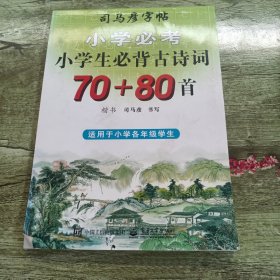 司马彦字帖
小学必考
小学生必背古诗词
70+80首
楷书 司马彦 书写
适用于小学各年级学生